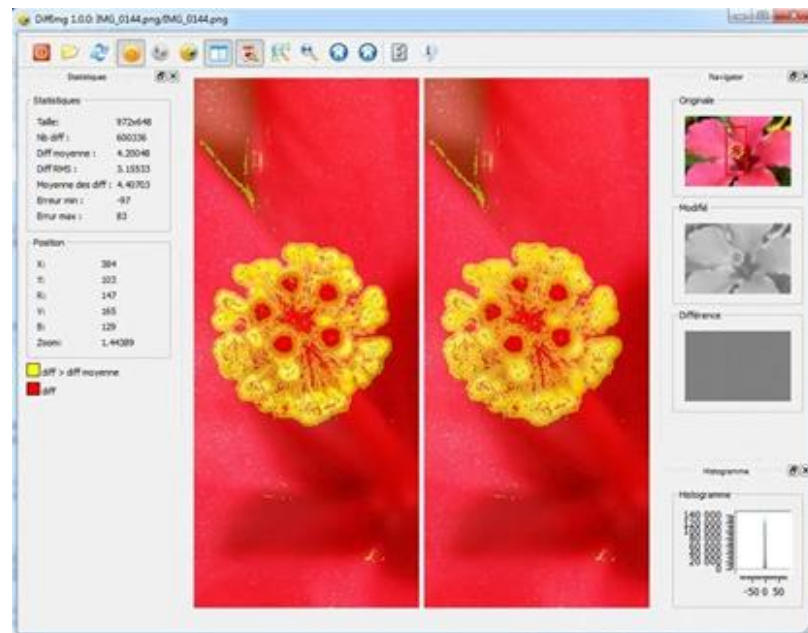 DiffImg 1.0.0: IMG_0144.png/IMG_0144.png
Statistiques
Statistiques
Taille: 972x648
Nb diff : 600336
Diff moyenne : 4.20048
Diff RMS : 3.15533
Moyenne des diff : 4.40703
Erreur min : -97
Errur max : 83
Position
X: 384
Y: 103
R: 147
V: 165
B: 129
Zoom: 1.44389
diff > diff moyenne
diff
Navigator
Originale
Modifié
Différence
Histogramme
Histogramme
-50 0 50